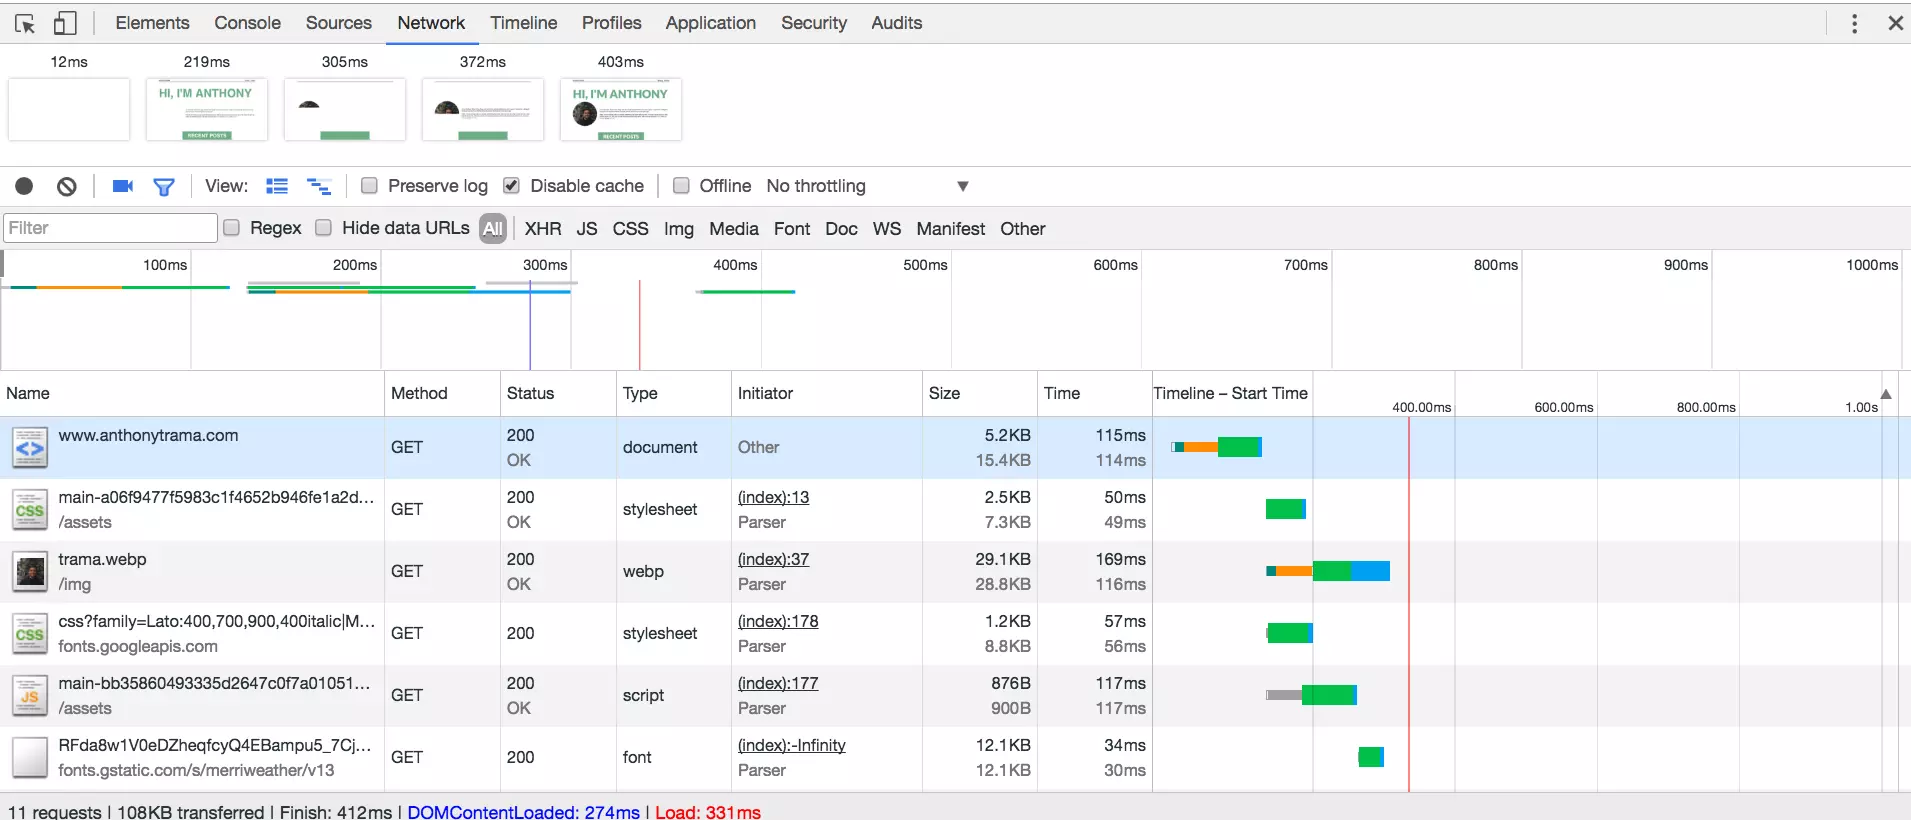 Elements Console Sources Network Timeline Profiles Application Security Audits
12ms 219ms 305ms 372ms 403ms
HI, I'M ANTHONY HI, I'M ANTHONY
RECENT POSTS RECENT POSTS
View: Preserve log Disable cache Offline No throttling
Filter Regex Hide data URLs All XHR JS CSS Img Media Font Doc WS Manifest Other
100ms 200ms 300ms 400ms 500ms 600ms 700ms 800ms 900ms 1000ms
Name Method Status Type Initiator Size Time Timeline – Start Time
400.00ms 600.00ms 800.00ms 1.00s
www.anthonytrama.com GET 200 document Other 5.2KB 115ms
OK 15.4KB 114ms
CSS main-a06f9477f5983c1f4652b946fe1a2d... GET 200 stylesheet (index):13 2.5KB 50ms
/assets OK Parser 7.3KB 49ms
trama.webp GET 200 webp (index):37 29.1KB 169ms
/img OK Parser 28.8KB 116ms
CSS css?family=Lato:400,700,900,400italic|M... GET 200 stylesheet (index):178 1.2KB 57ms
fonts.googleapis.com Parser 8.8KB 56ms
JS main-bb35860493335d2647c0f7a01051... GET 200 script (index):177 876B 117ms
/assets OK Parser 900B 117ms
RFda8w1V0eDZheqfcyQ4EBampu5_7Cj... GET 200 font (index):-Infinity 12.1KB 34ms
fonts.gstatic.com/s/merriweather/v13 Parser 12.1KB 30ms
11 requests | 108KB transferred | Finish: 412ms | DOMContentLoaded: 274ms | Load: 331ms